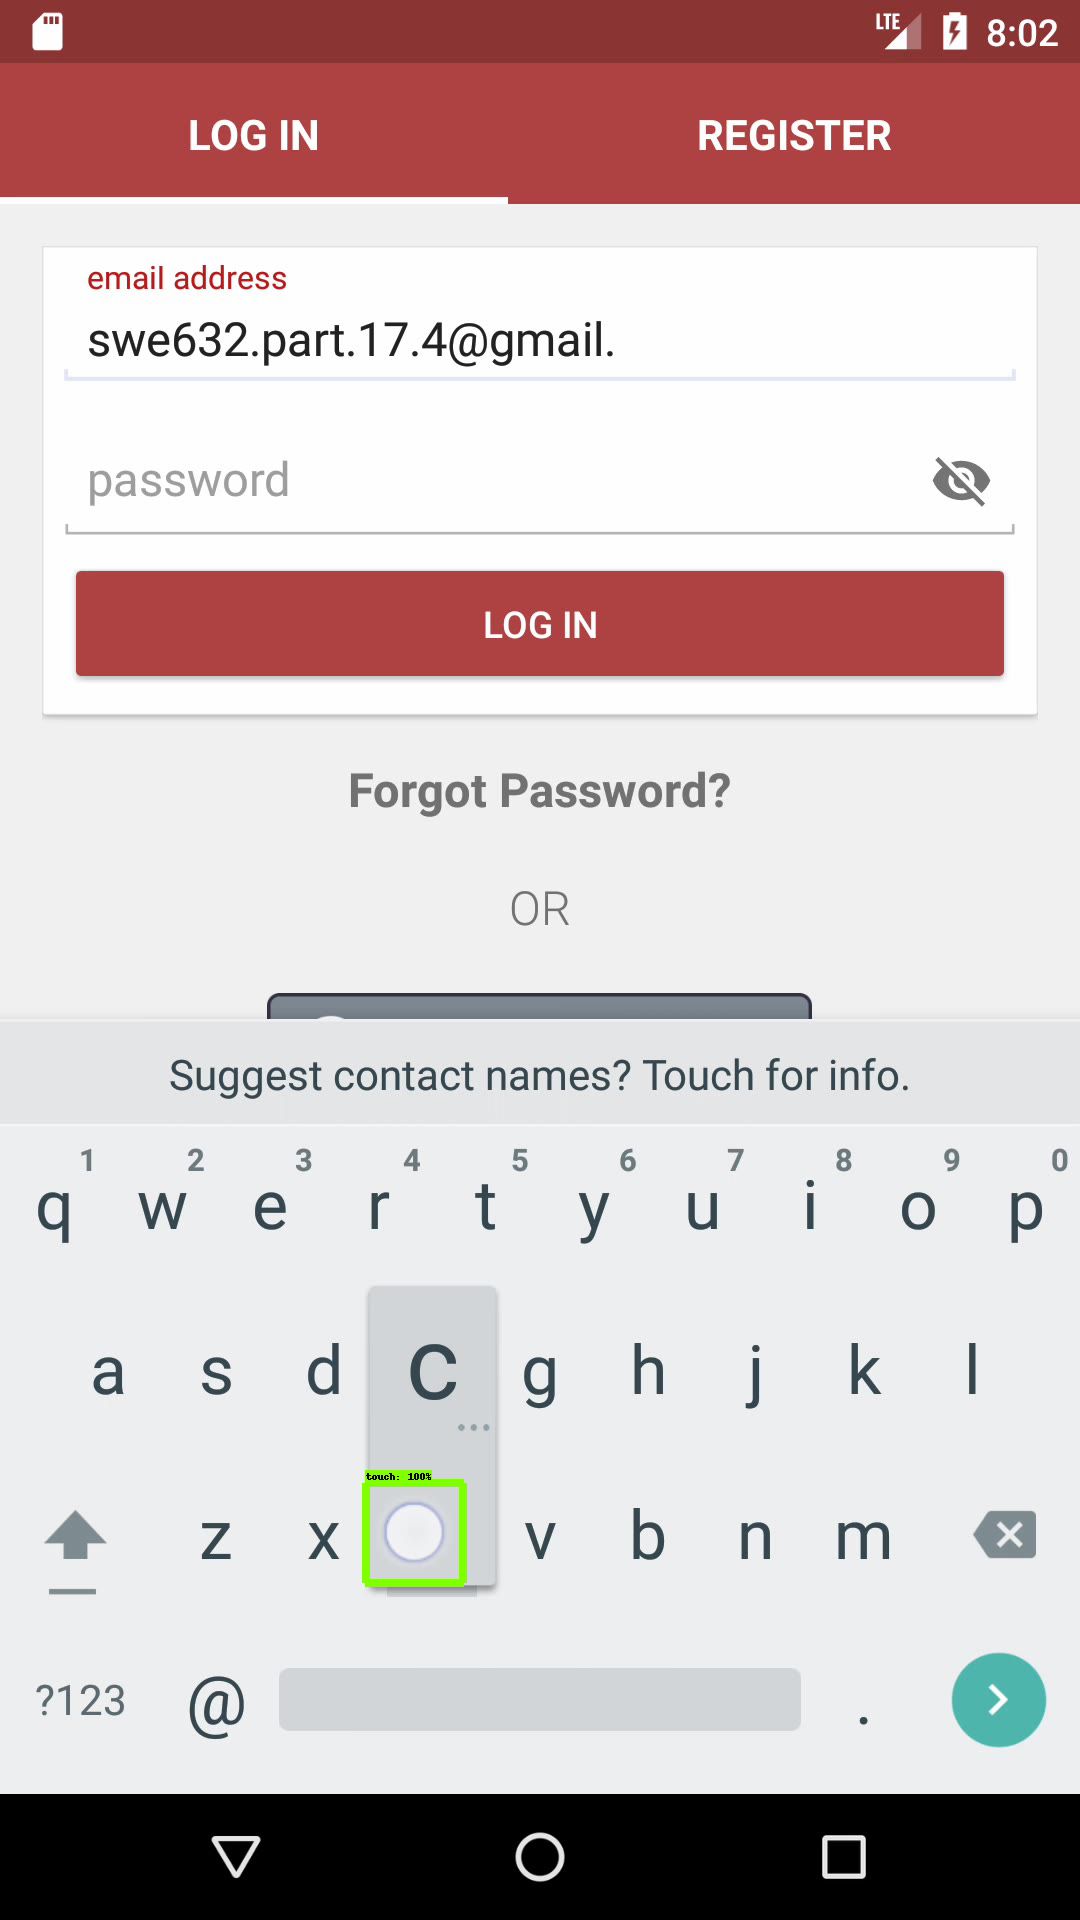 LTE 8:02
LOG IN REGISTER
email address
swe632.part.17.4@gmail.
password
LOG IN
Forgot Password?
OR
Suggest contact names? Touch for info.
1 2 3 4 5 6 7 8 9 0
q w e r t y u i o p
a s d c g h j k l
...
touch: 100%
z x v b n m
?123 @ .